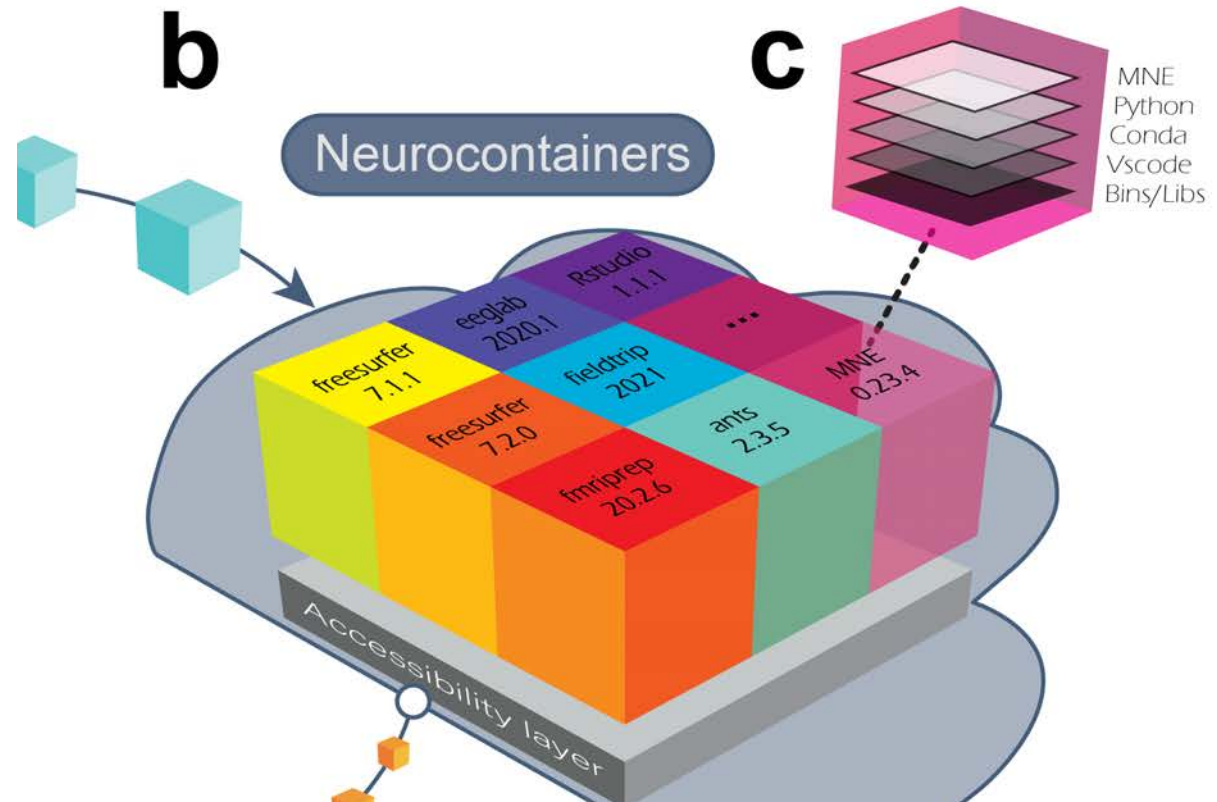 b
c
Neurocontainers
MNE
Python
Conda
Vscode
Bins/Libs
Rstudio
1.1.1
eeglab
2020.1
...
freesurfer
7.1.1
fieldtrip
2021
MNE
0.23.4
freesurfer
7.2.0
ants
2.3.5
fmriprep
20.2.6
Accessibility layer